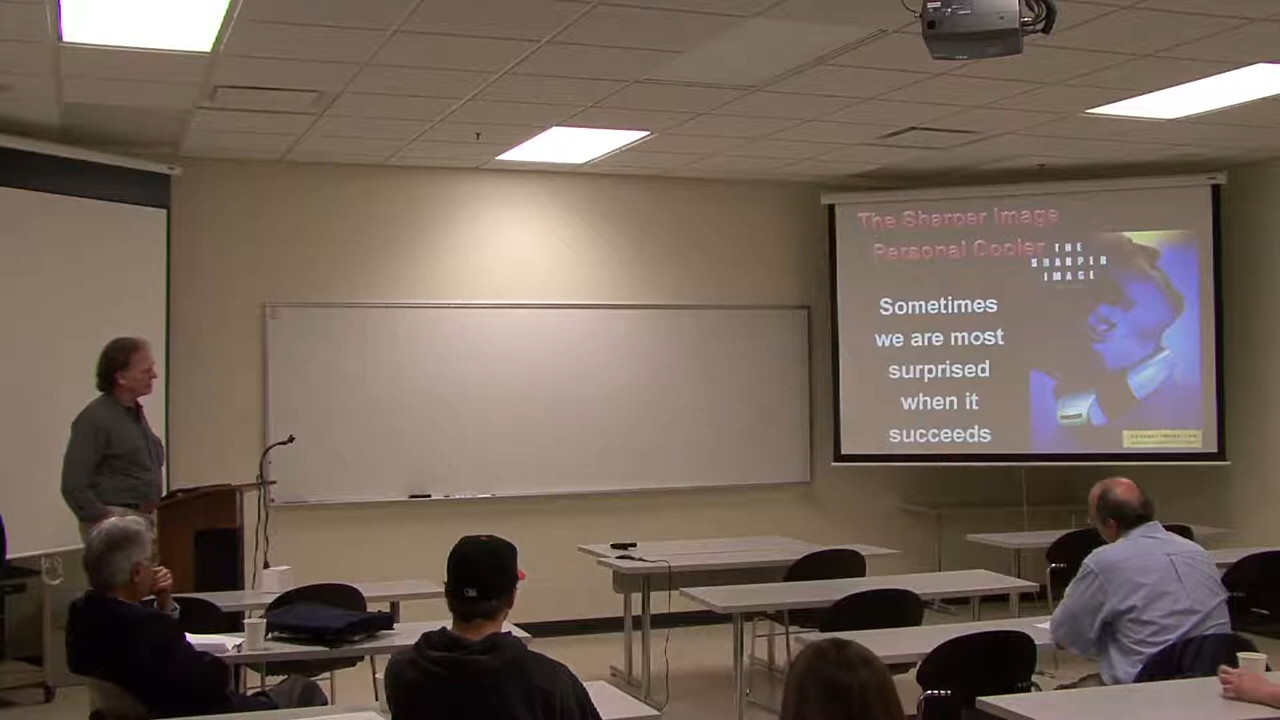 The Sharper Image
Personal Cooler
THE
SHARPER
IMAGE
Sometimes
we are most
surprised
when it
succeeds